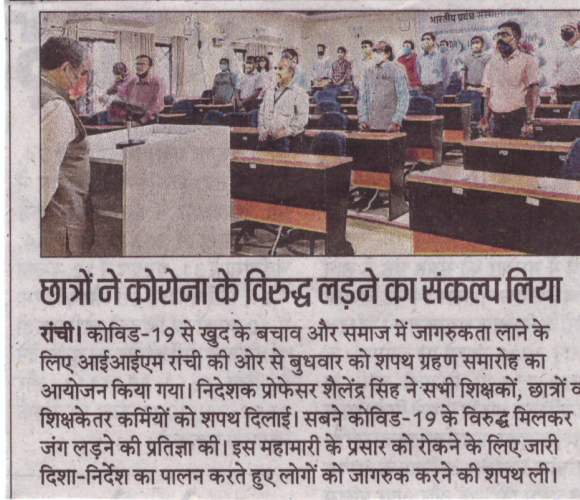 भारतीय प्रबंध संस्थान
छात्रों ने कोरोना के विरुद्ध लड़ने का संकल्प लिया
रांची। कोविड-19 से खुद के बचाव और समाज में जागरुकता लाने के
लिए आईआईएम रांची की ओर से बुधवार को शपथ ग्रहण समारोह का
आयोजन किया गया। निदेशक प्रोफेसर शैलेंद्र सिंह ने सभी शिक्षकों, छात्रों
शिक्षकेतर कर्मियों को शपथ दिलाई। सबने कोविड-19 के विरुद्ध मिलकर
जंग लड़ने की प्रतिज्ञा की। इस महामारी के प्रसार को रोकने के लिए जारी
दिशा-निर्देश का पालन करते हुए लोगों को जागरुक करने की शपथ ली।